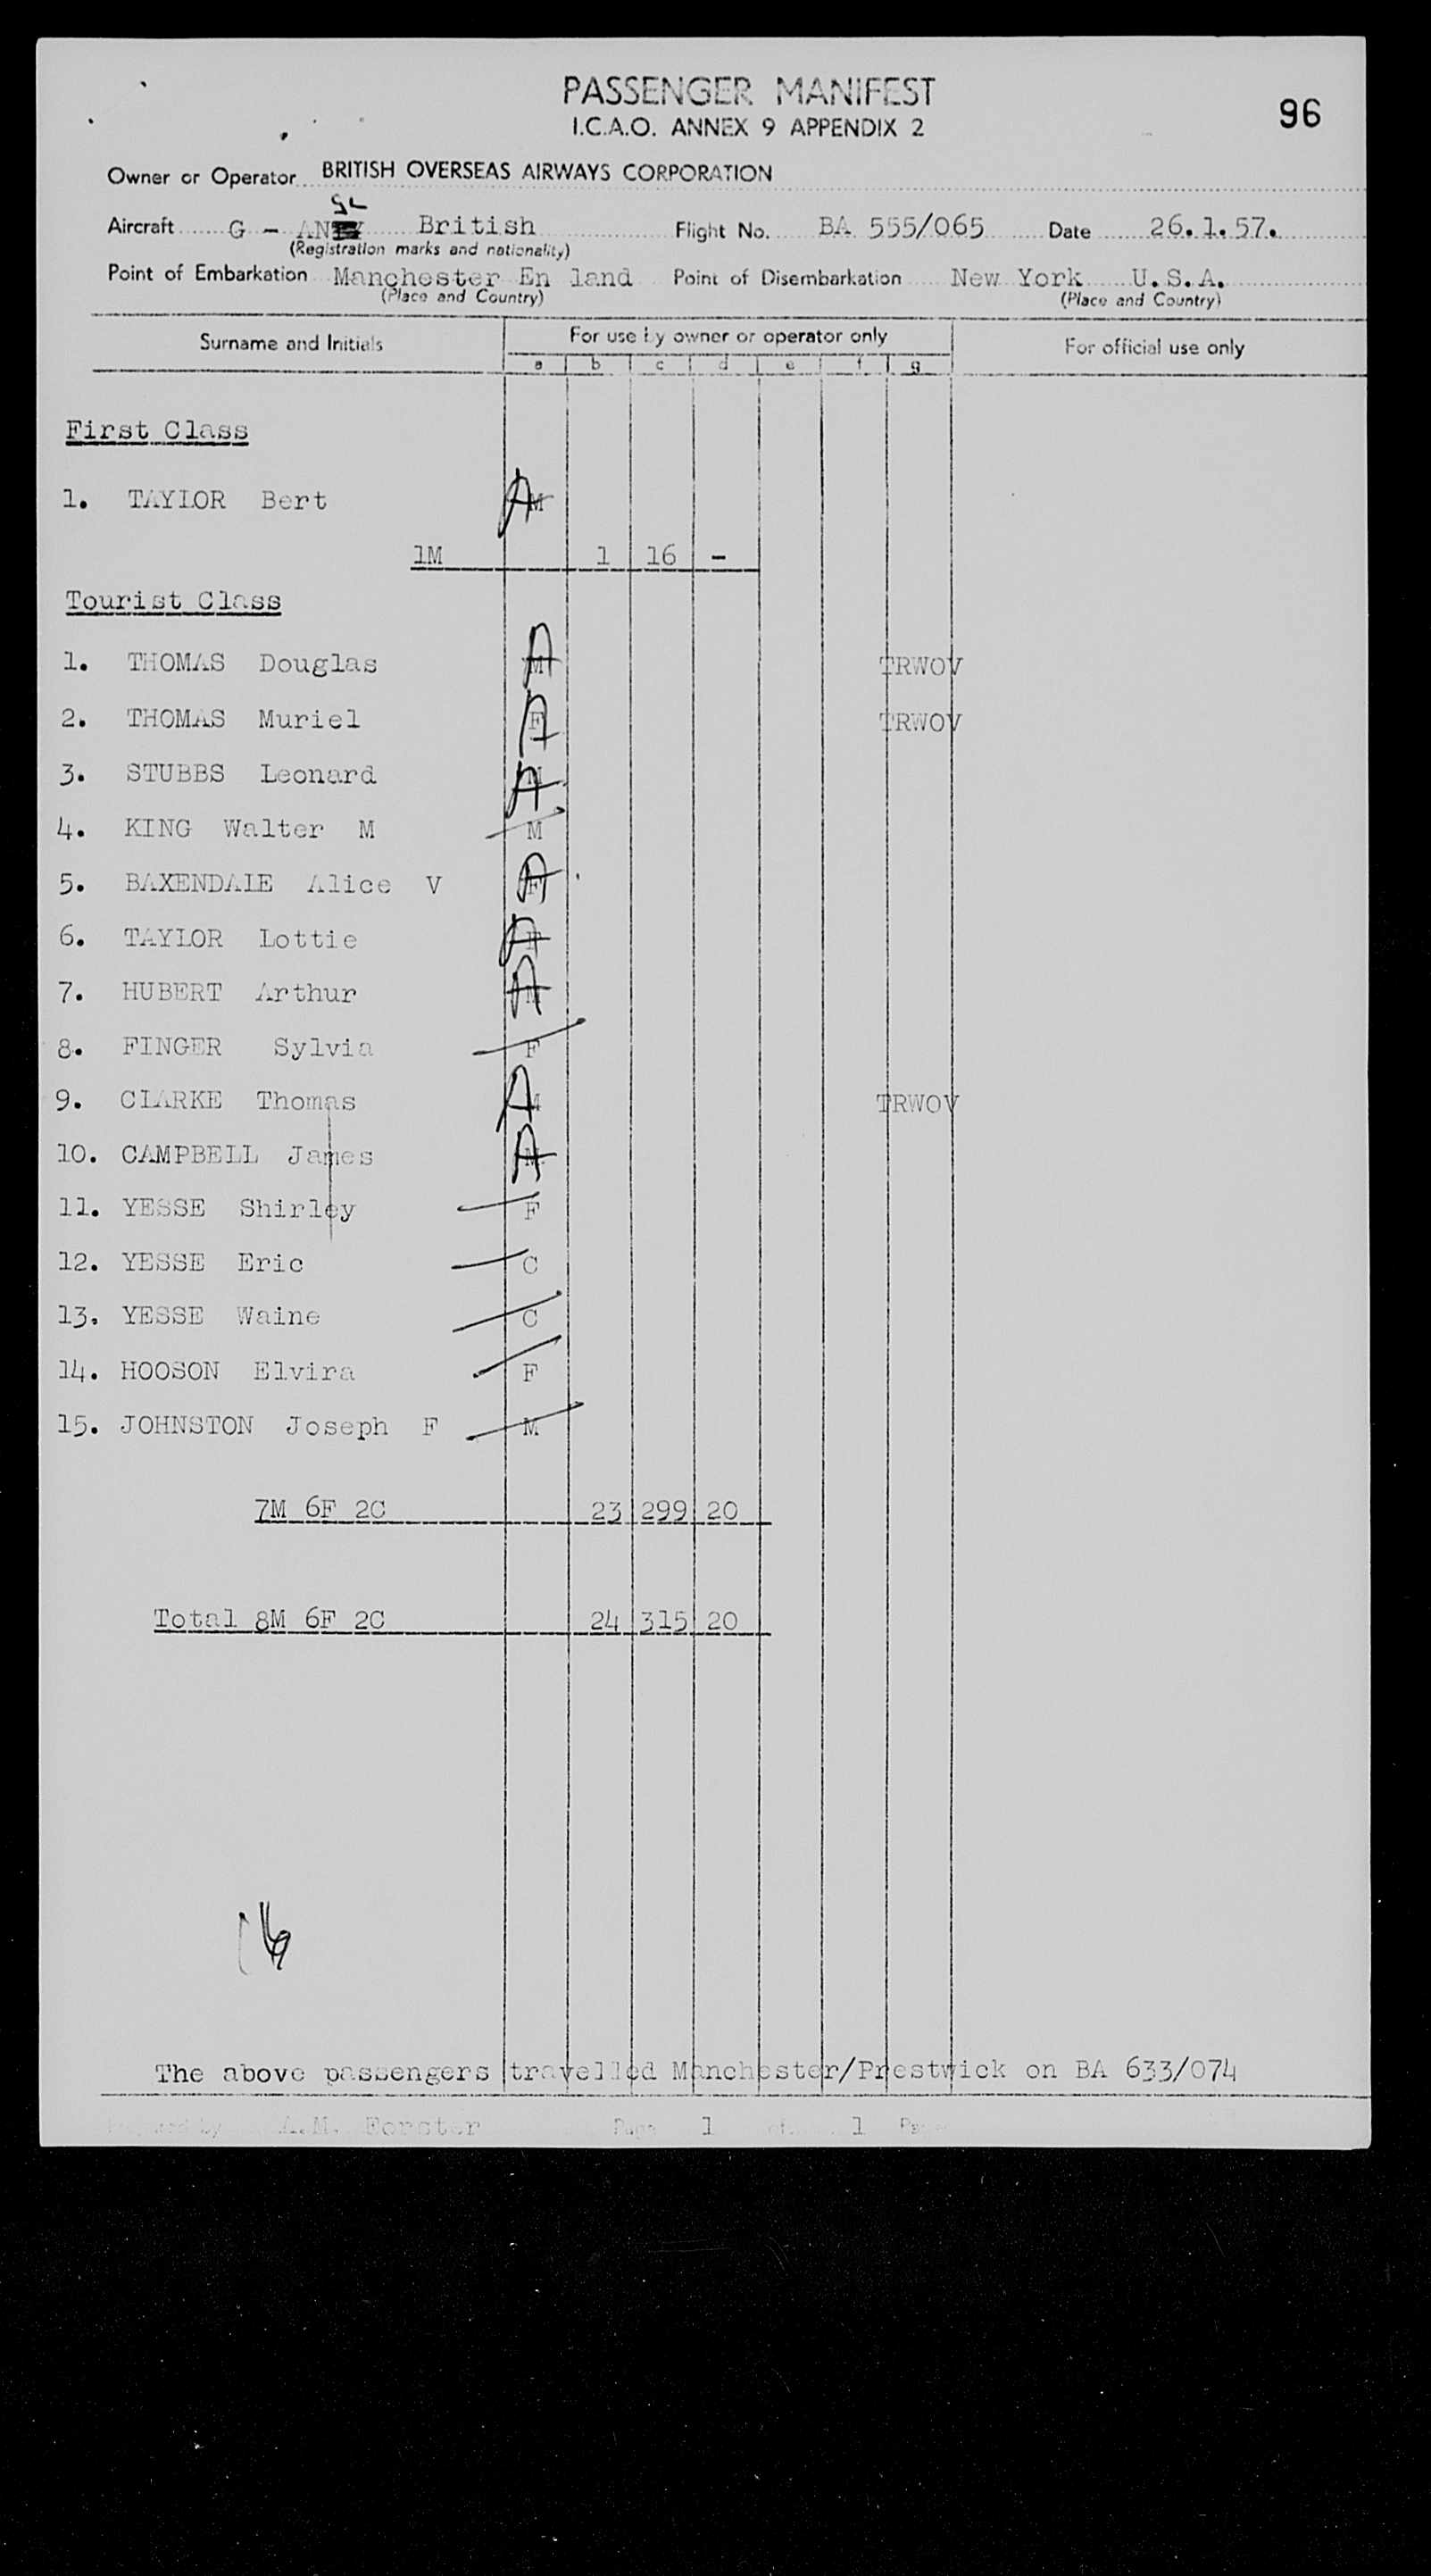 PASSENGER MANIFEST
I.C.A.O. ANNEX 9 APPENDIX 2
96
Owner or Operator BRITISH OVERSEAS AIRWAYS CORPORATION
Aircraft G - AN British Flight No. BA 555/065 Date 26.1.57.
(Registration marks and nationality)
Point of Embarkation Manchester En land Point of Disembarkation New York U.S.A.
(Place and Country) (Place and Country)
Surname and Initials For use by owner or operator only For official use only
a b c d e f g
First Class
1. TAYLOR Bert A M
1M 1 16 -
Tourist Class
1. THOMAS Douglas A M TRWOV
2. THOMAS Muriel A F TRWOV
3. STUBBS Leonard A M
4. KING Walter M M
5. BAXENDALE Alice V A F
6. TAYLOR Lottie A F
7. HUBERT Arthur A M
8. FINGER Sylvia F
9. CLARKE Thomas A M TRWOV
10. CAMPBELL James A M
11. YESSE Shirley F
12. YESSE Eric C
13. YESSE Waine C
14. HOOSON Elvira F
15. JOHNSTON Joseph F M
7M 6F 2C 23 299 20
Total 8M 6F 2C 24 315 20
16
The above passengers travelled Manchester/Prestwick on BA 633/074
Prepared by A.M. Forster Page 1 of 1